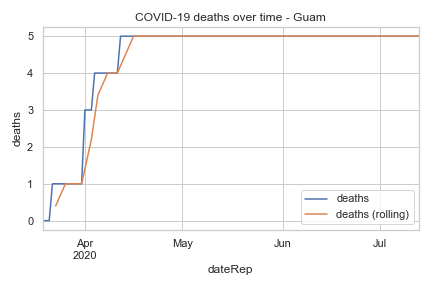 COVID-19 deaths over time - Guam
deaths
5
4
3
2
1
0
Apr
2020
May
Jun
Jul
dateRep
deaths
deaths (rolling)